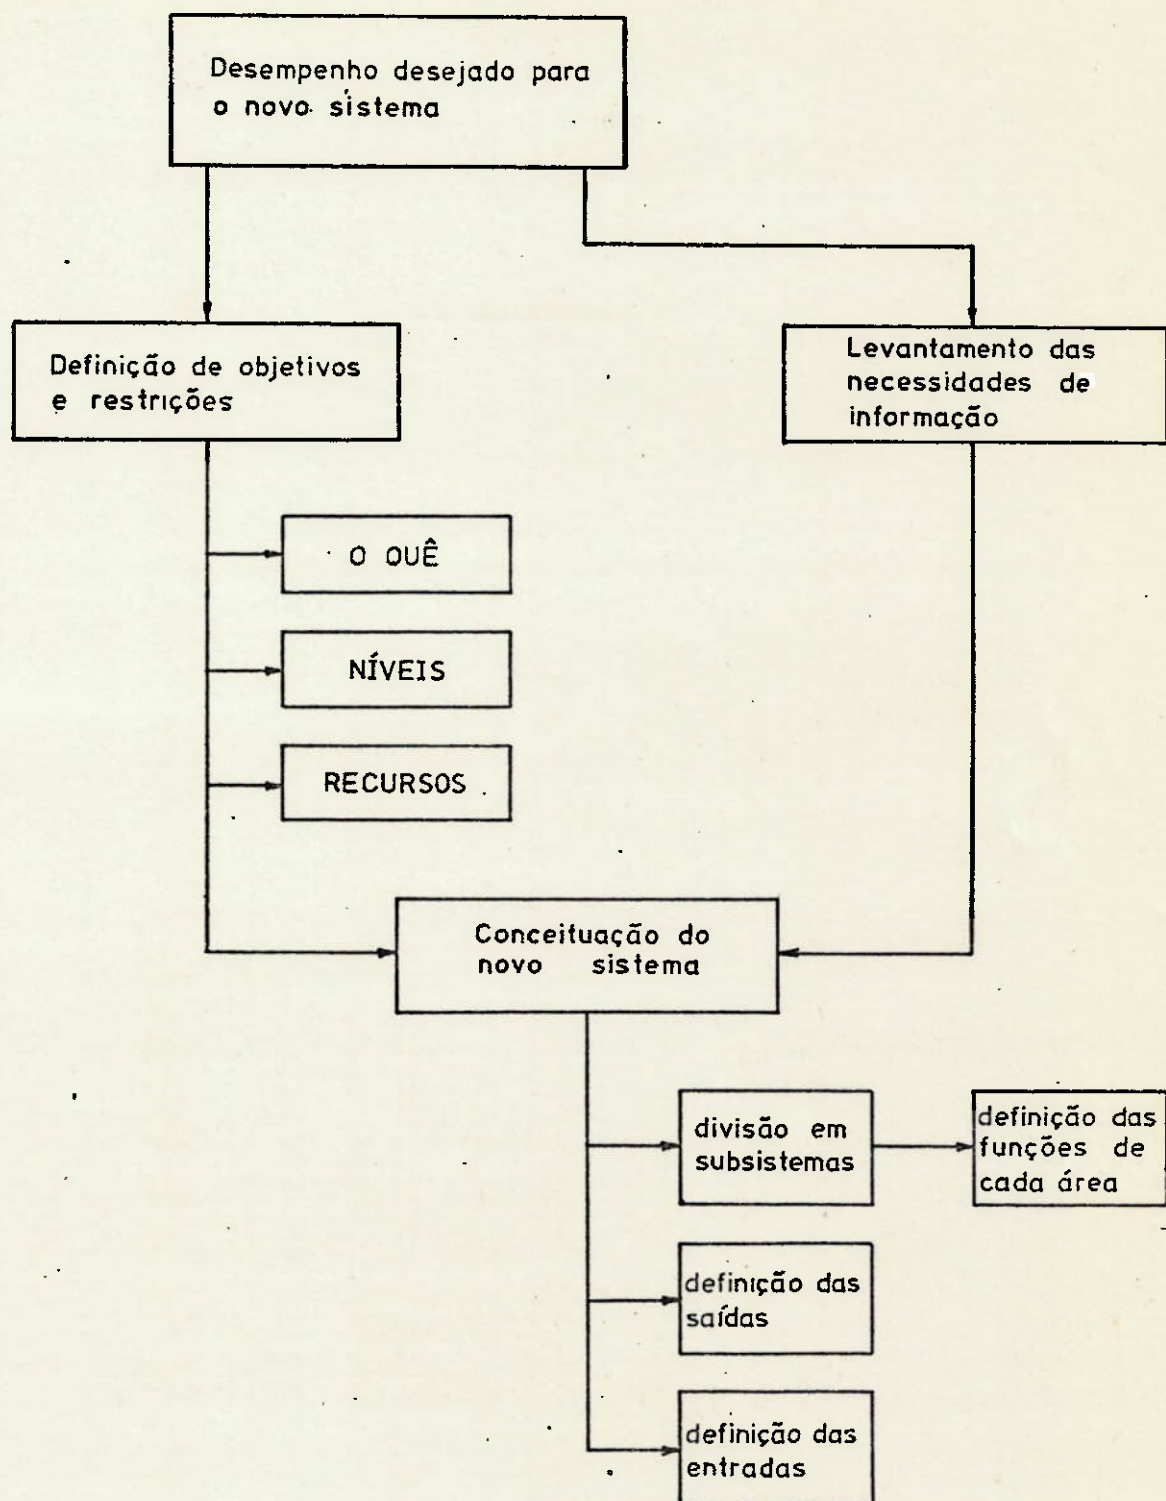 Desempenho desejado para
o novo sistema
Definição de objetivos
e restrições
Levantamento das
necessidades de
informação
O OUÊ
NÍVEIS
RECURSOS
Conceituação do
novo sistema
divisão em
subsistemas
definição das
funções de
cada área
definição das
saídas
definição das
entradas